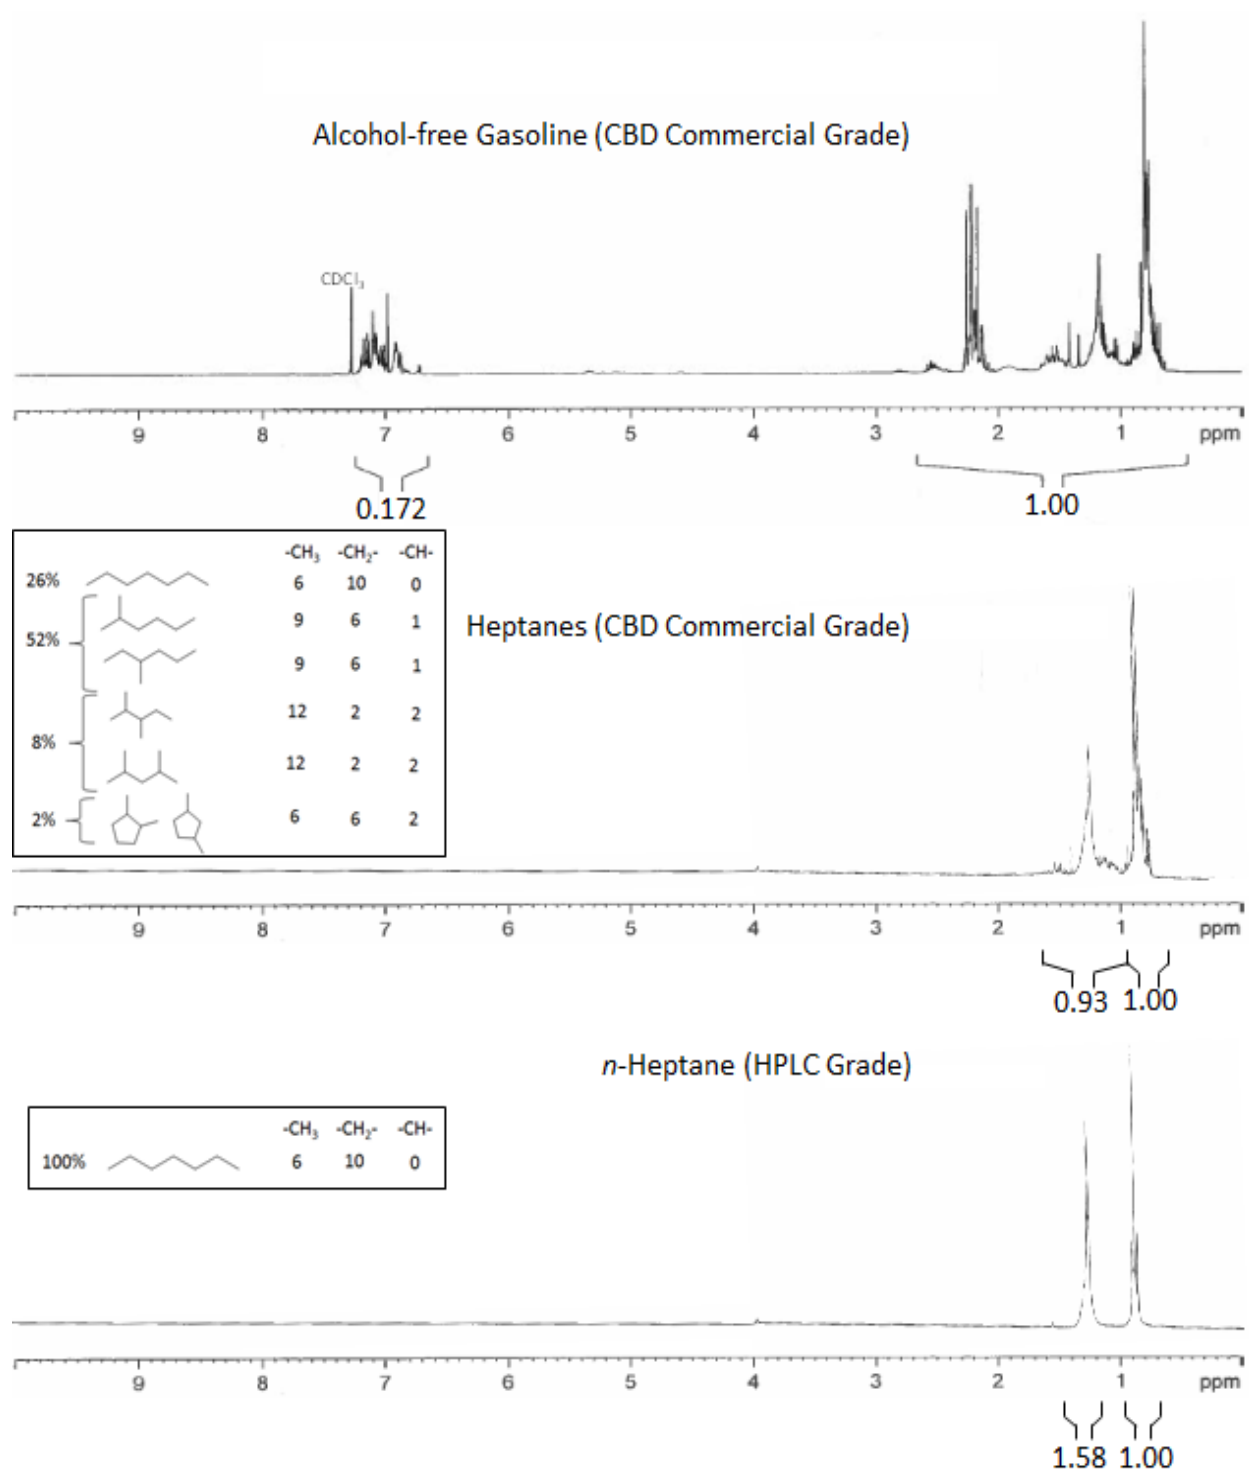 Alcohol-free Gasoline (CBD Commercial Grade)
CDCl₃
9 8 7 6 5 4 3 2 1 ppm
0.172 1.00
-CH₃ -CH₂- -CH-
26% 6 10 0
9 6 1
52%
9 6 1
12 2 2
8%
12 2 2
2% 6 6 2
Heptanes (CBD Commercial Grade)
9 8 7 6 5 4 3 2 1 ppm
0.93 1.00
n-Heptane (HPLC Grade)
-CH₃ -CH₂- -CH-
100% 6 10 0
9 8 7 6 5 4 3 2 1 ppm
1.58 1.00